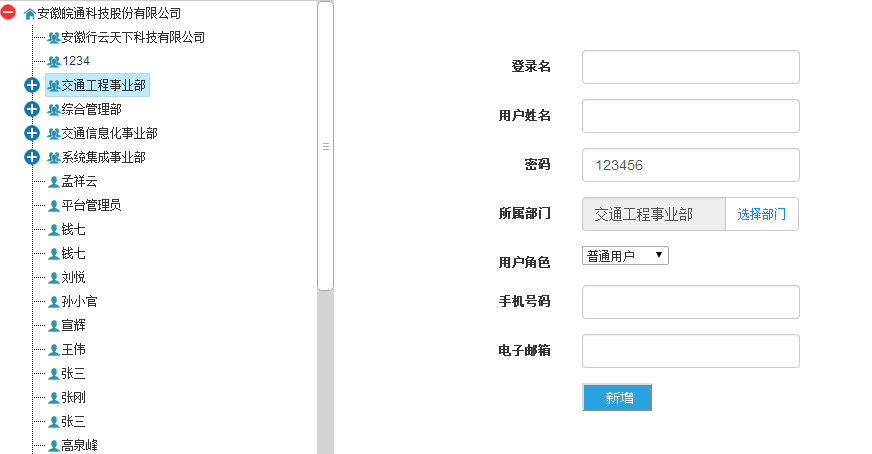 安徽皖通科技股份有限公司
安徽行云天下科技有限公司
1234
交通工程事业部
综合管理部
交通信息化事业部
系统集成事业部
孟祥云
平台管理员
钱七
钱七
刘悦
孙小官
宣辉
王伟
张三
张刚
张三
高泉峰
登录名
用户姓名
密码 123456
所属部门 交通工程事业部 选择部门
用户角色 普通用户
手机号码
电子邮箱
新增